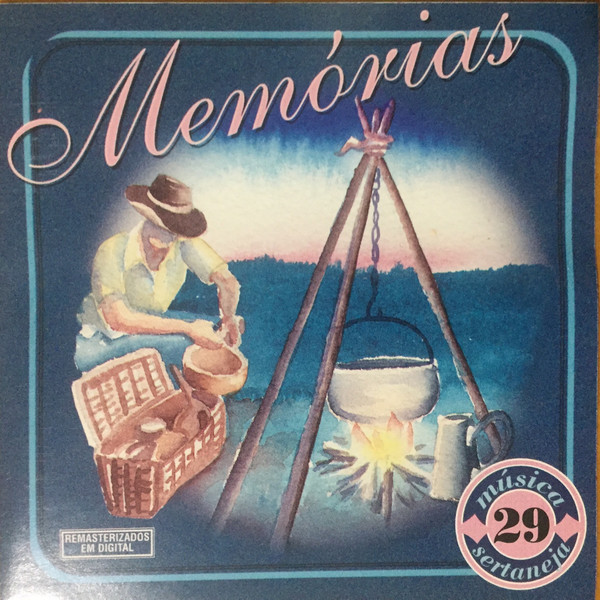 Memórias
REMASTERIZADOS
EM DIGITAL
música
29
sertaneja